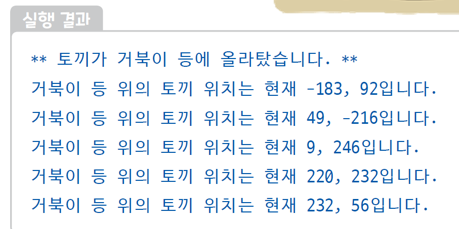 실행 결과
** 토끼가 거북이 등에 올라탔습니다. **
거북이 등 위의 토끼 위치는 현재 -183, 92입니다.
거북이 등 위의 토끼 위치는 현재 49, -216입니다.
거북이 등 위의 토끼 위치는 현재 9, 246입니다.
거북이 등 위의 토끼 위치는 현재 220, 232입니다.
거북이 등 위의 토끼 위치는 현재 232, 56입니다.